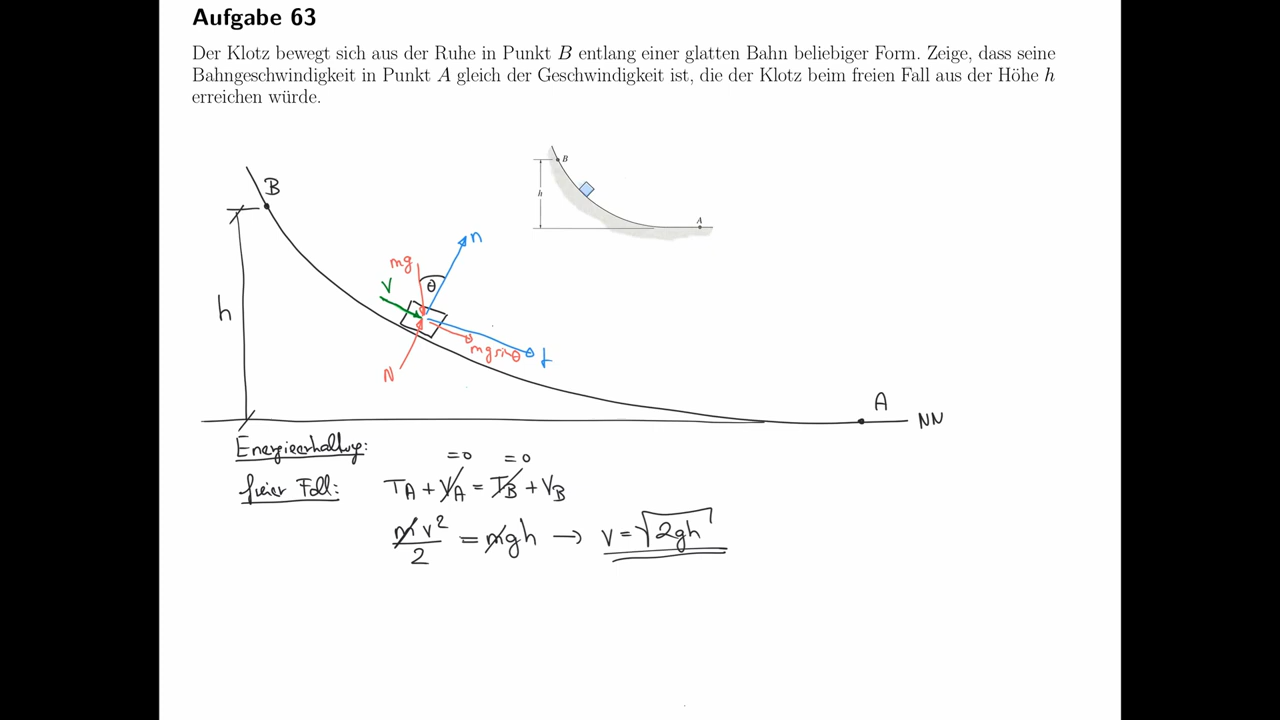 Aufgabe 63
Der Klotz bewegt sich aus der Ruhe in Punkt B entlang einer glatten Bahn beliebiger Form. Zeige, dass seine
Bahngeschwindigkeit in Punkt A gleich der Geschwindigkeit ist, die der Klotz beim freien Fall aus der Höhe h
erreichen würde.
B
h
A
B
h
n
mg
θ
V
mg sin θ
t
N
A
NN
Energieerhaltung:
freier Fall: T_A + V_A = T_B + V_B
=0 =0
mv²/2 = mgh → v = √2gh